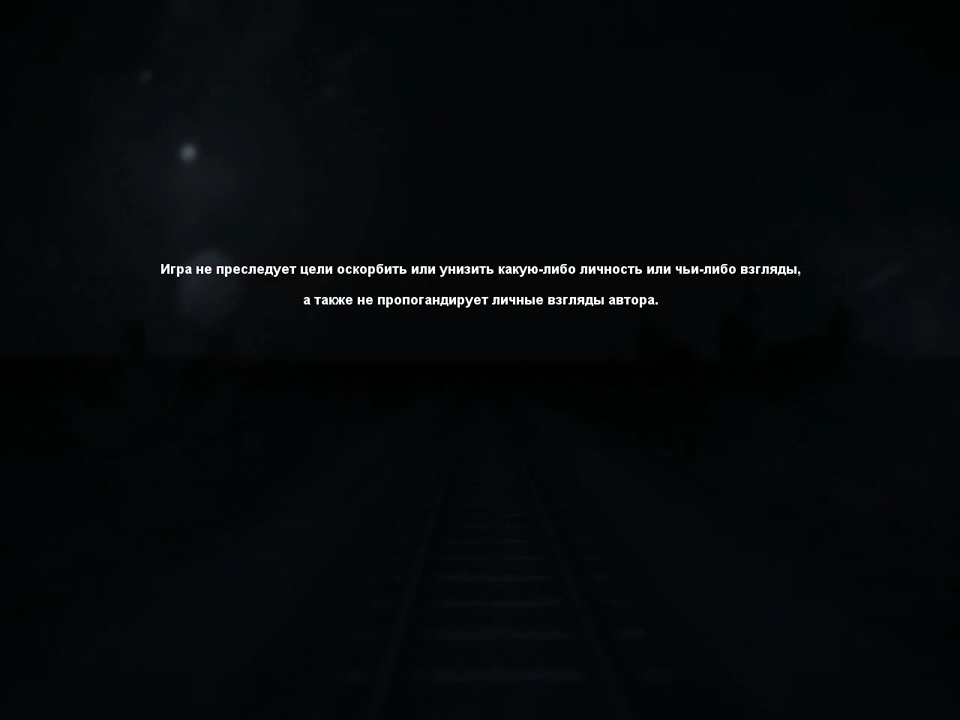 Игра не преследует цели оскорбить или унизить какую-либо личность или чьи-либо взгляды,
а также не пропогандирует личные взгляды автора.